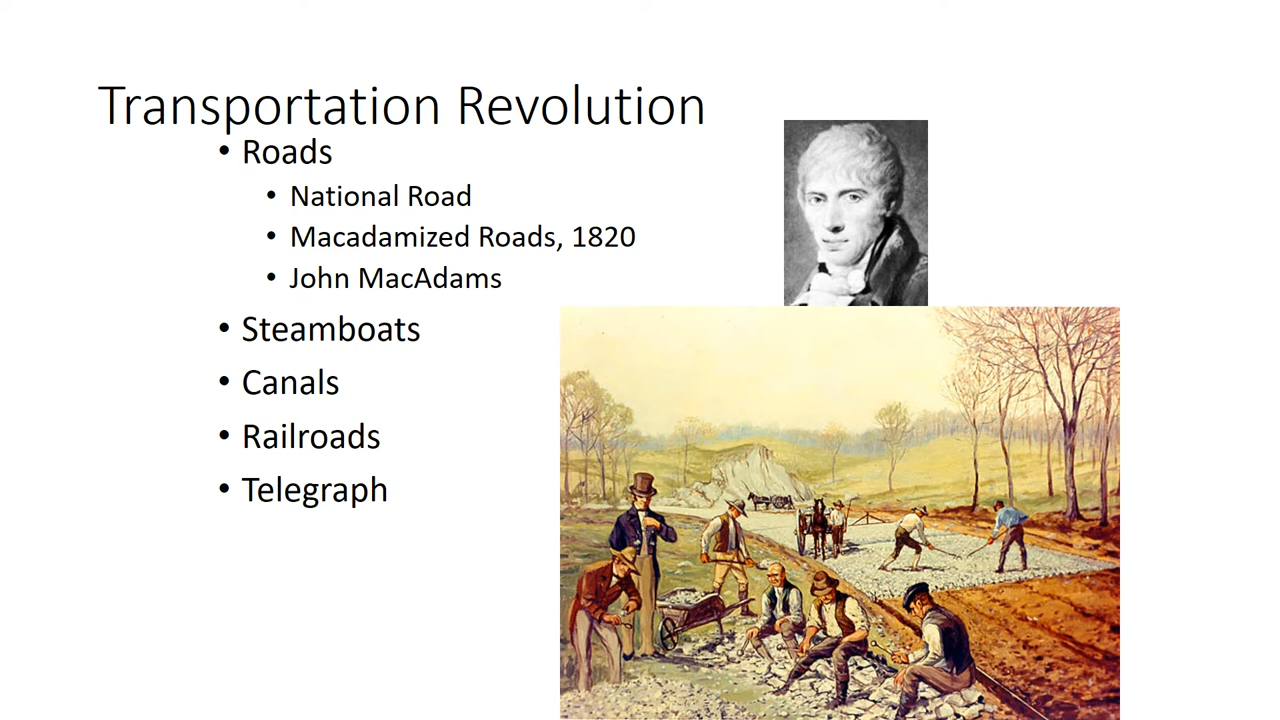 Transportation Revolution
• Roads
• National Road
• Macadamized Roads, 1820
• John MacAdams
• Steamboats
• Canals
• Railroads
• Telegraph